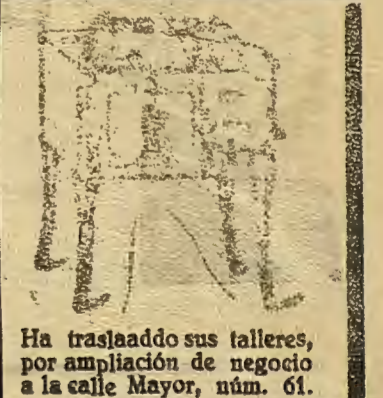 Ha traslaaddo sus talleres,
por ampliación de negocio
a la calle Mayor, núm. 61.